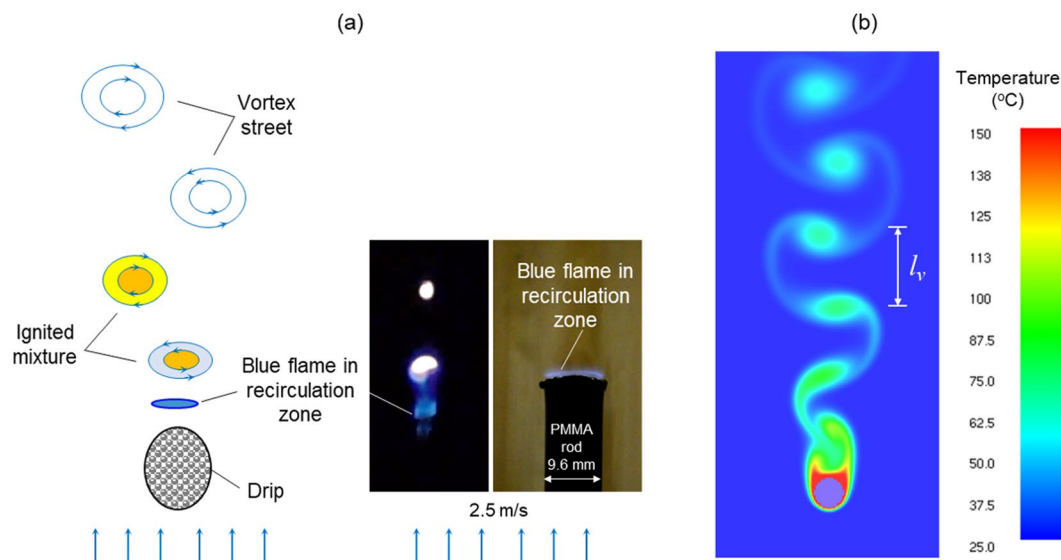 (a)
Vortex
street
Ignited
mixture
Blue flame in
recirculation
zone
Drip
Blue flame in
recirculation
zone
PMMA
rod
9.6 mm
2.5 m/s
(b)
l_v
Temperature
(°C)
150
138
125
113
100
87.5
75.0
62.5
50.0
37.5
25.0